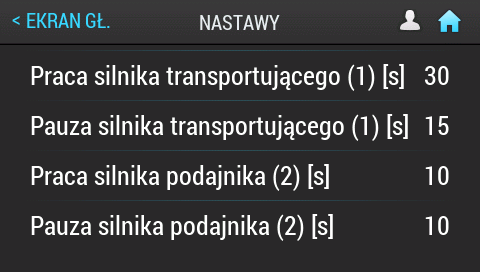 < EKRAN GŁ.
NASTAWY
Praca silnika transportującego (1) [s] 30
Pauza silnika transportującego (1) [s] 15
Praca silnika podajnika (2) [s] 10
Pauza silnika podajnika (2) [s] 10